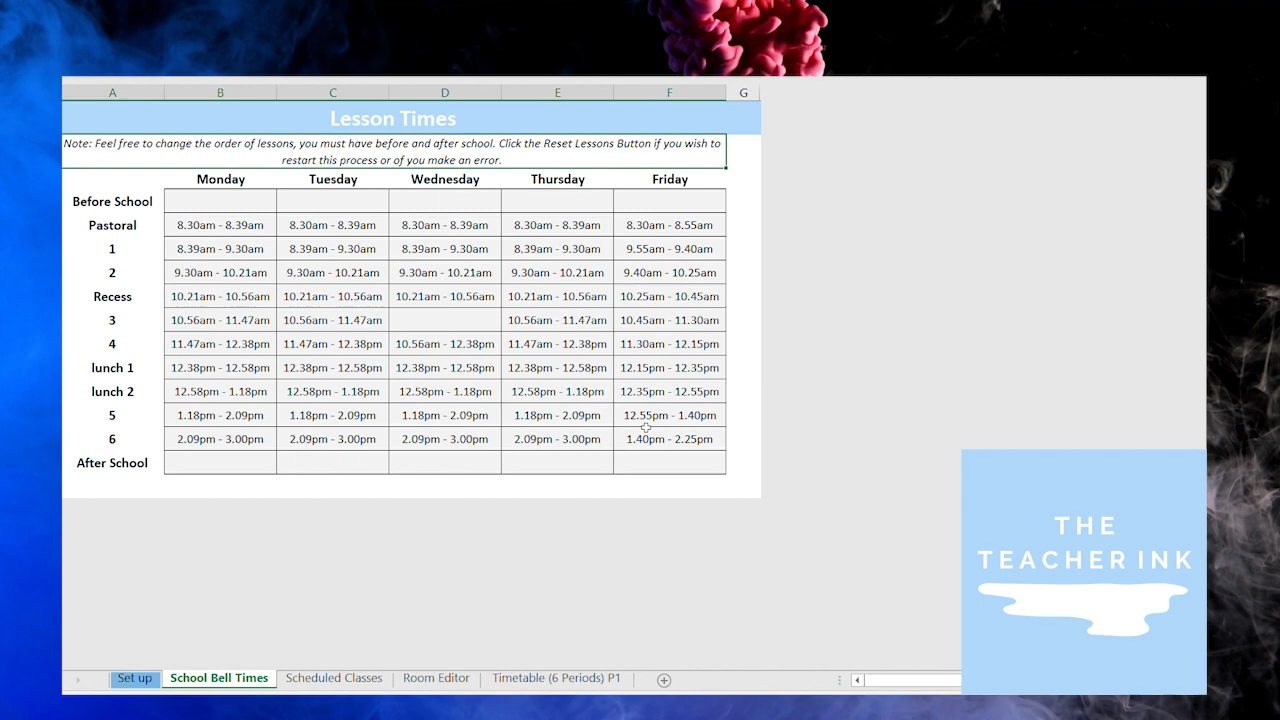 A B C D E F G
Lesson Times
Note: Feel free to change the order of lessons, you must have before and after school. Click the Reset Lessons Button if you wish to
restart this process or of you make an error.
Monday Tuesday Wednesday Thursday Friday
Before School
Pastoral 8.30am - 8.39am 8.30am - 8.39am 8.30am - 8.39am 8.30am - 8.39am 8.30am - 8.55am
1 8.39am - 9.30am 8.39am - 9.30am 8.39am - 9.30am 8.39am - 9.30am 9.55am - 9.40am
2 9.30am - 10.21am 9.30am - 10.21am 9.30am - 10.21am 9.30am - 10.21am 9.40am - 10.25am
Recess 10.21am - 10.56am 10.21am - 10.56am 10.21am - 10.56am 10.21am - 10.56am 10.25am - 10.45am
3 10.56am - 11.47am 10.56am - 11.47am 10.56am - 11.47am 10.45am - 11.30am
4 11.47am - 12.38pm 11.47am - 12.38pm 10.56am - 12.38pm 11.47am - 12.38pm 11.30am - 12.15pm
lunch 1 12.38pm - 12.58pm 12.38pm - 12.58pm 12.38pm - 12.58pm 12.38pm - 12.58pm 12.15pm - 12.35pm
lunch 2 12.58pm - 1.18pm 12.58pm - 1.18pm 12.58pm - 1.18pm 12.58pm - 1.18pm 12.35pm - 12.55pm
5 1.18pm - 2.09pm 1.18pm - 2.09pm 1.18pm - 2.09pm 1.18pm - 2.09pm 12.55pm - 1.40pm
6 2.09pm - 3.00pm 2.09pm - 3.00pm 2.09pm - 3.00pm 2.09pm - 3.00pm 1.40pm - 2.25pm
After School
THE
TEACHER INK
Set up School Bell Times Scheduled Classes Room Editor Timetable (6 Periods) P1